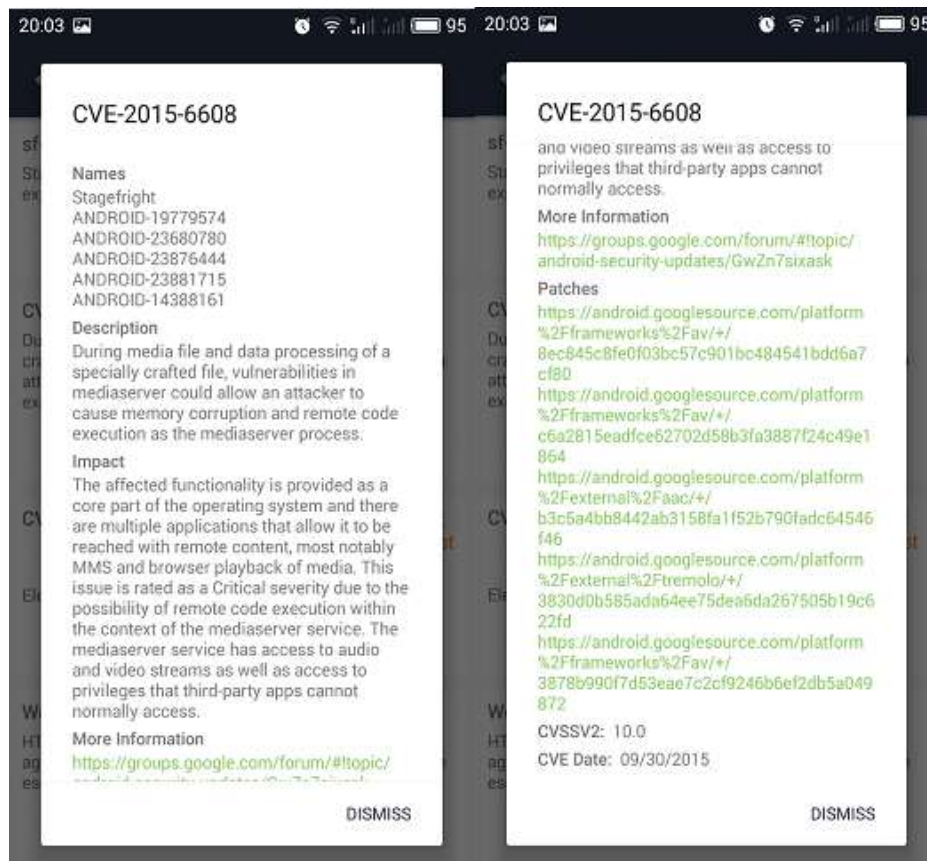 20:03
95
CVE-2015-6608
Names
Stagefright
ANDROID-19779574
ANDROID-23680780
ANDROID-23876444
ANDROID-23881715
ANDROID-14388161
Description
During media file and data processing of a
specially crafted file, vulnerabilities in
mediaserver could allow an attacker to
cause memory corruption and remote code
execution as the mediaserver process.
Impact
The affected functionality is provided as a
core part of the operating system and there
are multiple applications that allow it to be
reached with remote content, most notably
MMS and browser playback of media. This
issue is rated as a Critical severity due to the
possibility of remote code execution within
the context of the mediaserver service. The
mediaserver service has access to audio
and video streams as well as access to
privileges that third-party apps cannot
normally access.
More Information
https://groups.google.com/forum/#!topic/
DISMISS
20:03
95
CVE-2015-6608
and video streams as well as access to
privileges that third-party apps cannot
normally access.
More Information
https://groups.google.com/forum/#!topic/
android-security-updates/GwZn7sixask
Patches
https://android.googlesource.com/platform
%2Fframeworks%2Fav/+/
8ec845c8fe0f03bc57c901bc484541bdd6a7
cf80
https://android.googlesource.com/platform
%2Fframeworks%2Fav/+/
c6a2815eadfce62702d58b3fa3887f24c49e1
864
https://android.googlesource.com/platform
%2Fexternal%2Faac/+/
b3c5a4bb8442ab3158fa1f52b790fadc64546
f46
https://android.googlesource.com/platform
%2Fexternal%2Ftremolo/+/
3830d0b585ada64ee75dea6da267505b19c6
22fd
https://android.googlesource.com/platform
%2Fframeworks%2Fav/+/
3878b990f7d53eae7c2cf9246b6ef2db5a049
872
CVSSV2: 10.0
CVE Date: 09/30/2015
DISMISS